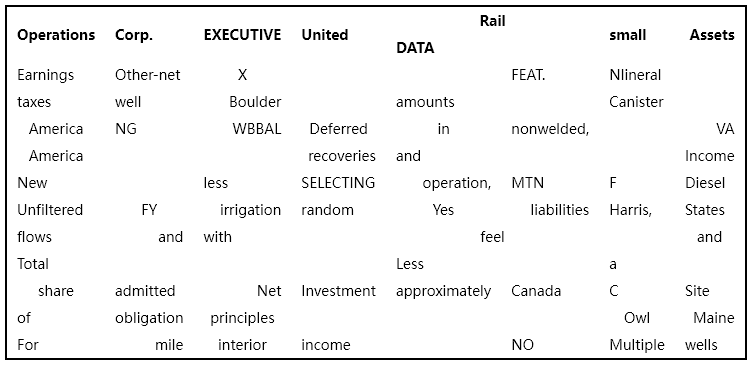 Rail
Operations Corp. EXECUTIVE United small Assets
DATA
Earnings Other-net X FEAT. Nlineral
taxes well Boulder amounts Canister
America NG WBBAL Deferred in nonwelded, VA
America recoveries and Income
New less SELECTING operation, MTN F Diesel
Unfiltered FY irrigation random Yes liabilities Harris, States
flows and with feel and
Total Less a
share admitted Net Investment approximately Canada C Site
of obligation principles Owl Maine
For mile interior income NO Multiple wells